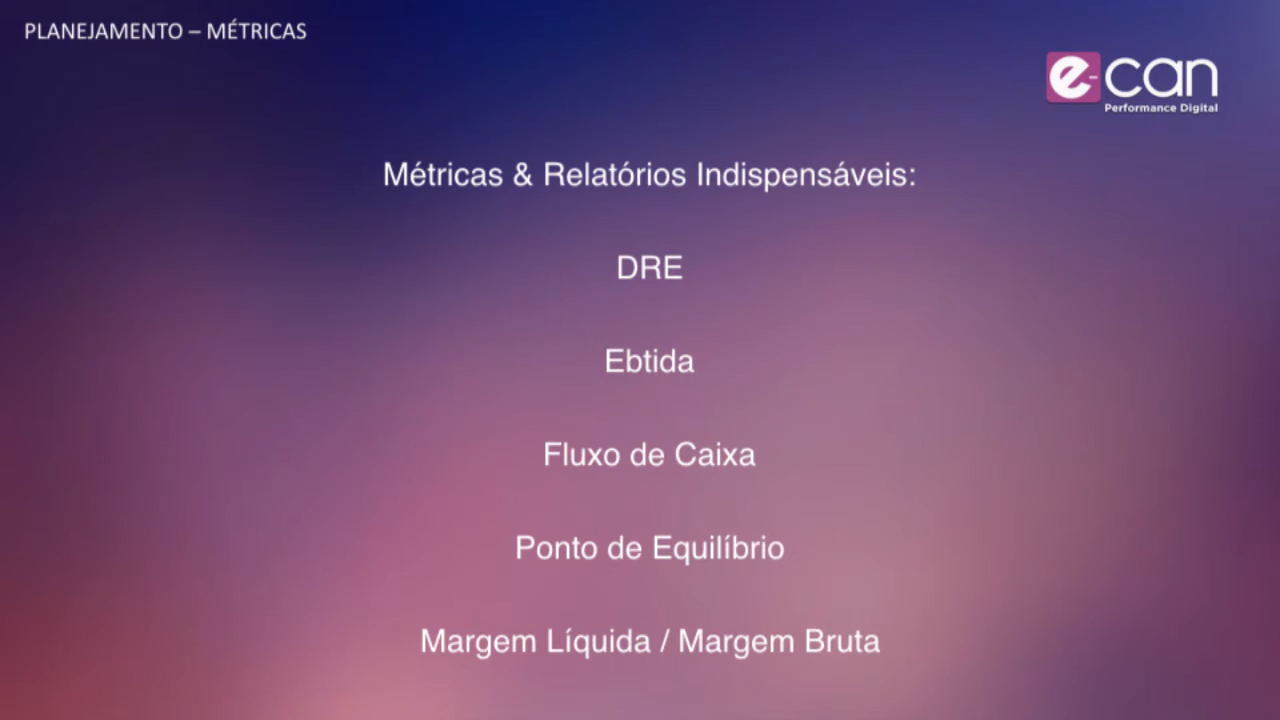 PLANEJAMENTO – MÉTRICAS
e-can
Performance Digital
Métricas & Relatórios Indispensáveis:
DRE
Ebtida
Fluxo de Caixa
Ponto de Equilíbrio
Margem Líquida / Margem Bruta